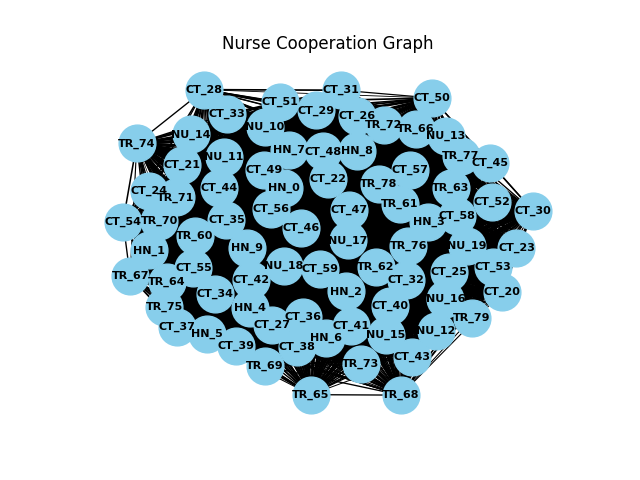 Nurse Cooperation Graph
CT_28
CT_31
CT_50
CT_51
CT_29
CT_33
CT_26
TR_72
NU_10
TR_66
NU_14
NU_13
TR_74
HN_7
CT_48
HN_8
NU_11
TR_77
CT_21
CT_45
CT_49
CT_57
CT_22
TR_78
CT_44
HN_0
TR_63
CT_24
TR_71
CT_52
TR_61
CT_56
CT_47
CT_30
CT_58
CT_54
TR_70
CT_35
HN_3
CT_46
TR_60
NU_17
HN_1
HN_9
TR_76
NU_19
CT_23
CT_55
NU_18
CT_59
TR_62
CT_53
CT_25
TR_67
TR_64
CT_42
CT_32
CT_34
HN_2
CT_20
NU_16
TR_75
HN_4
CT_40
CT_36
TR_79
CT_37
CT_27
CT_41
HN_5
NU_12
HN_6
NU_15
CT_39
CT_38
CT_43
TR_69
TR_73
TR_65
TR_68